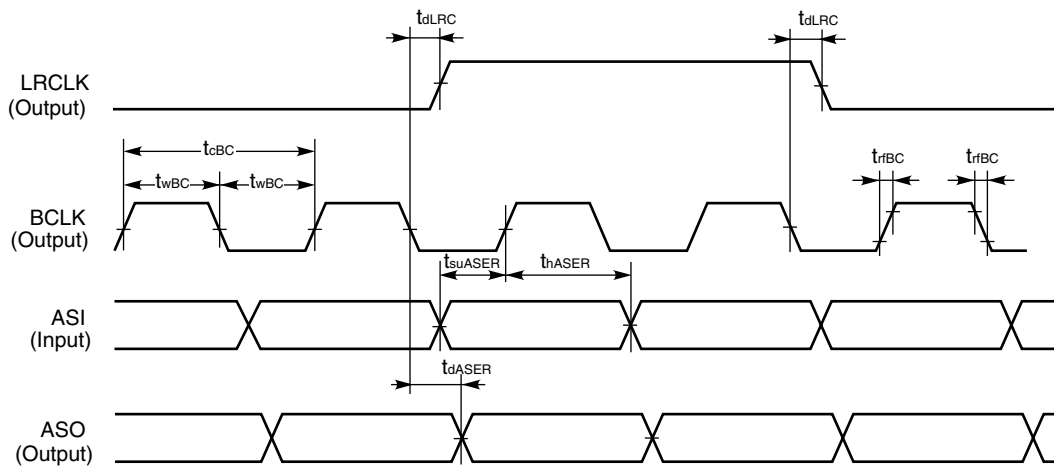 tdLRC
tdLRC
LRCLK
(Output)
tcBC
twBC
twBC
trfBC
trfBC
BCLK
(Output)
tsuASER
thASER
ASI
(Input)
tdASER
ASO
(Output)